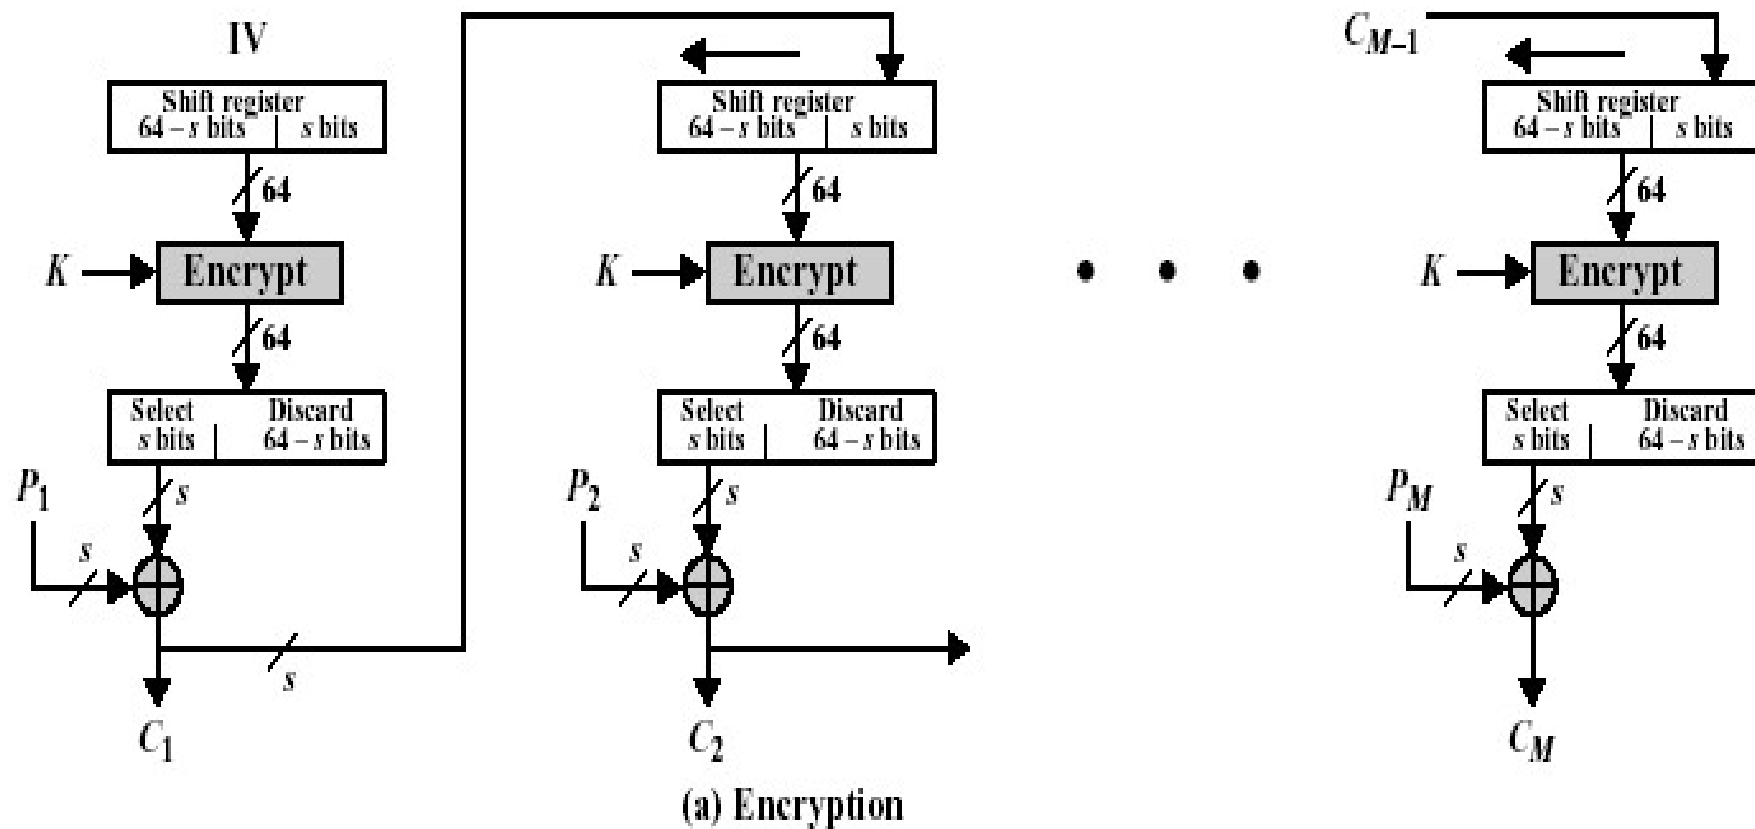 IV
C_{M-1}
Shift register
64 – s bits | s bits
Shift register
64 – s bits | s bits
Shift register
64 – s bits | s bits
64
64
64
K
Encrypt
K
Encrypt
K
Encrypt
64
64
64
Select Discard
s bits | 64 – s bits
Select Discard
s bits | 64 – s bits
Select Discard
s bits | 64 – s bits
P_1
s
P_2
s
P_M
s
s
s
s
s
C_1
C_2
C_M
(a) Encryption